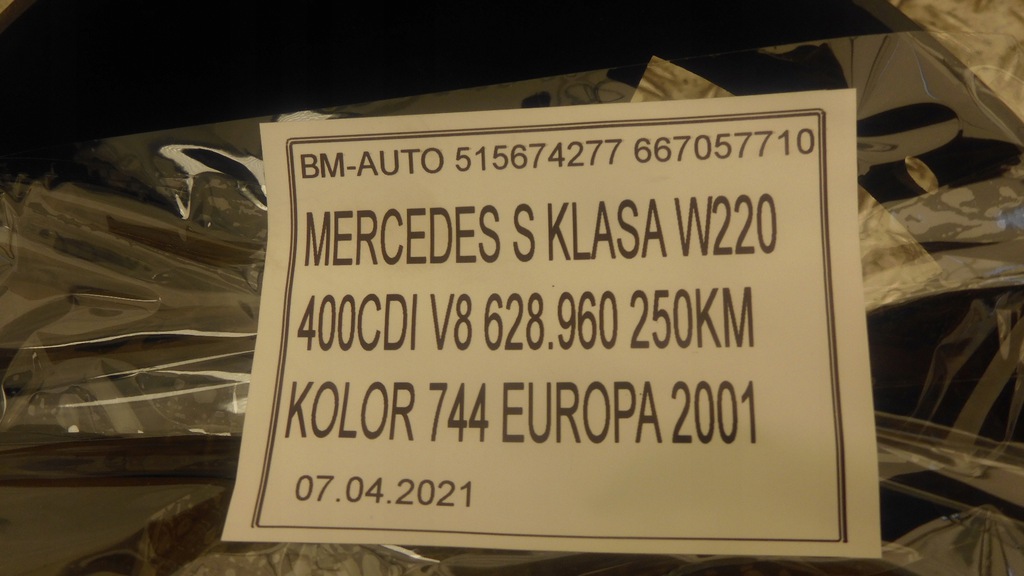 BM-AUTO 515674277 667057710
MERCEDES S KLASA W220
400CDI V8 628.960 250KM
KOLOR 744 EUROPA 2001
07.04.2021